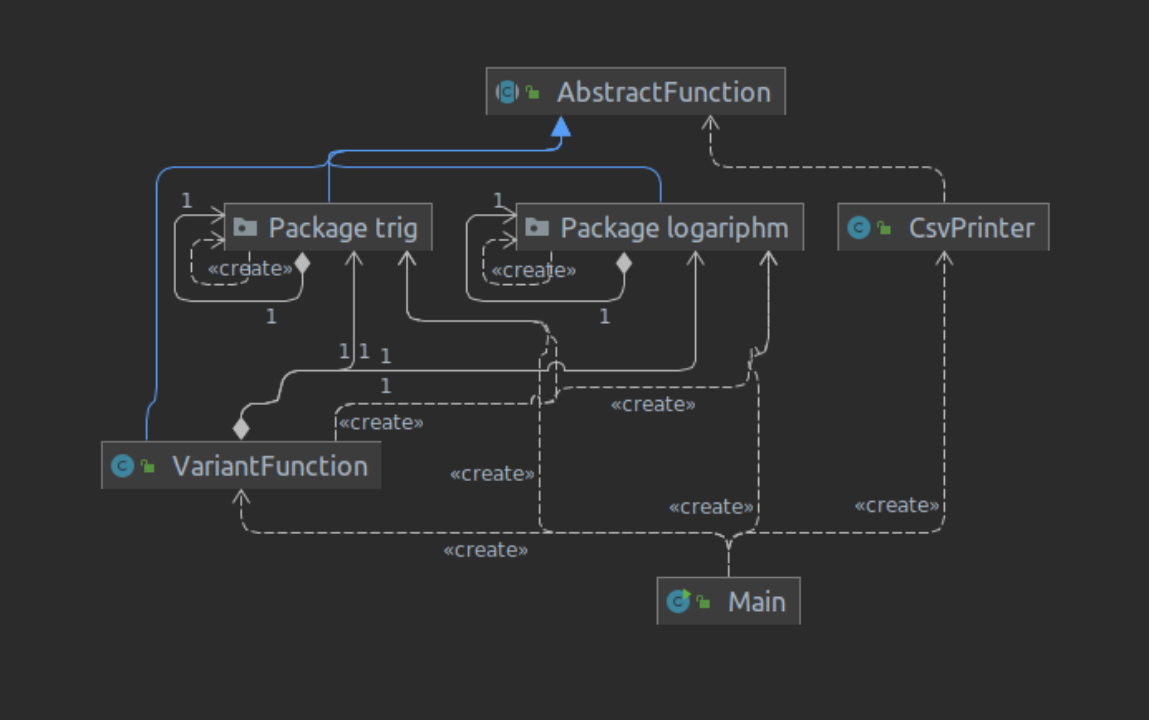 AbstractFunction
1
Package trig
1
Package logariphm
CsvPrinter
«create»
«create»
1
1
1 1 1
1
«create»
«create»
VariantFunction
«create»
«create»
«create»
«create»
Main